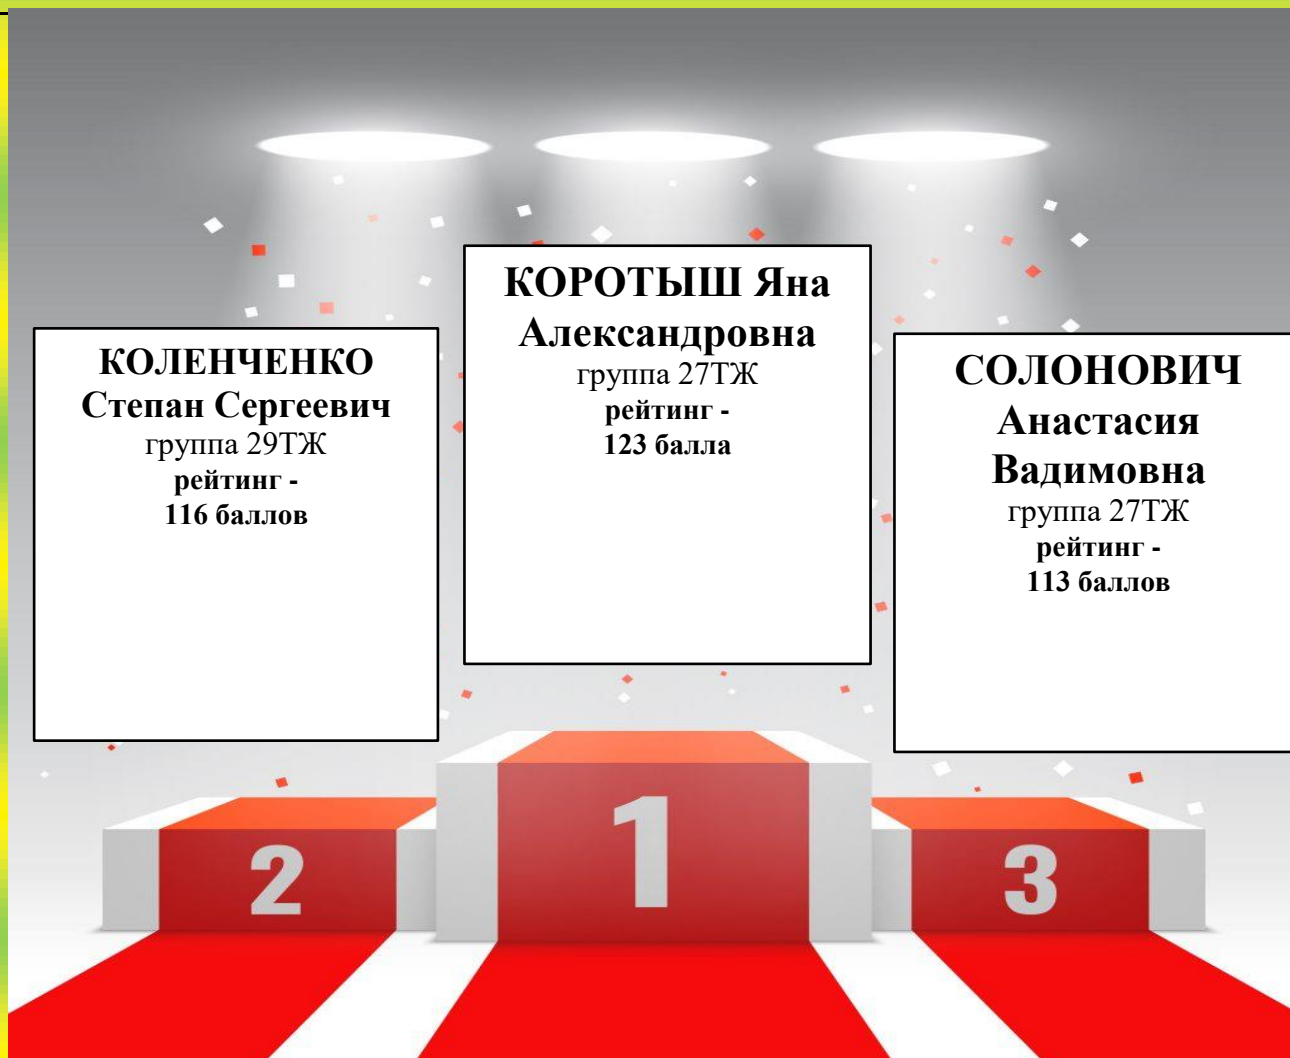 КОЛЕНЧЕНКО
Степан Сергеевич
группа 29ТЖ
рейтинг -
116 баллов
КОРОТЫШ Яна
Александровна
группа 27ТЖ
рейтинг -
123 балла
СОЛОНОВИЧ
Анастасия
Вадимовна
группа 27ТЖ
рейтинг -
113 баллов
2
1
3